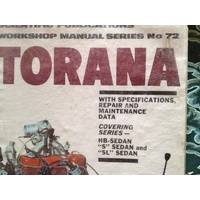 WORKSHOP MANUAL SERIES No 72
TORANA
WITH SPECIFICATIONS,
REPAIR AND
MAINTENANCE
DATA
COVERING
SERIES—
HB-SEDAN
"S" SEDAN and
"SL" SEDAN